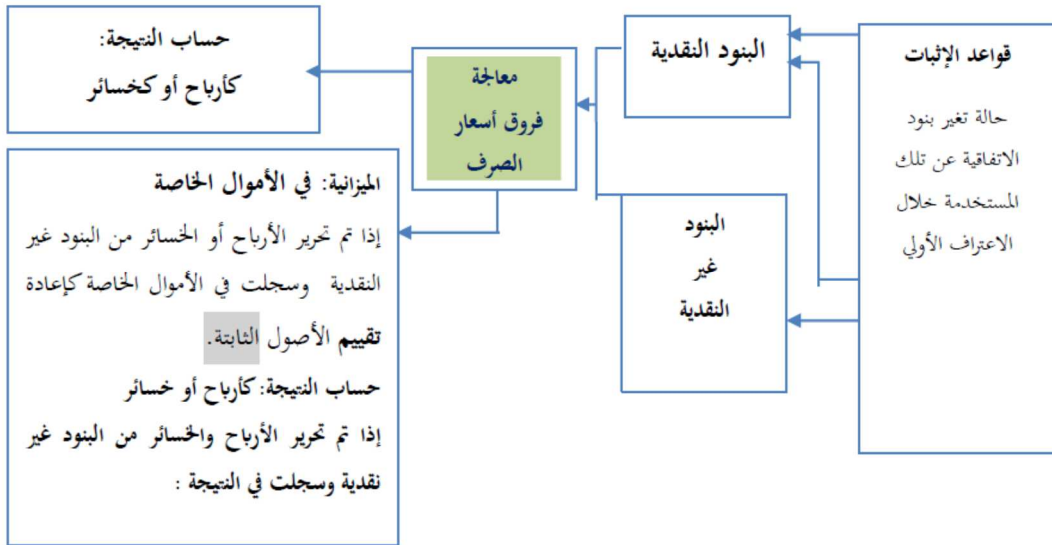 قواعد الإثبات
حالة تغير بنود
الاتفاقية عن تلك
المستخدمة خلال
الاعتراف الأولي
البنود النقدية
البنود
غير
النقدية
معالجة
فروق أسعار
الصرف
حساب النتيجة:
كأرباح أو كخسائر
الميزانية: في الأموال الخاصة
إذا تم تحرير الأرباح أو الخسائر من البنود غير
النقدية وسجلت في الأموال الخاصة كإعادة
تقييم الأصول الثابتة.
حساب النتيجة: كأرباح أو خسائر
إذا تم تحرير الأرباح والخسائر من البنود غير
نقدية وسجلت في النتيجة :